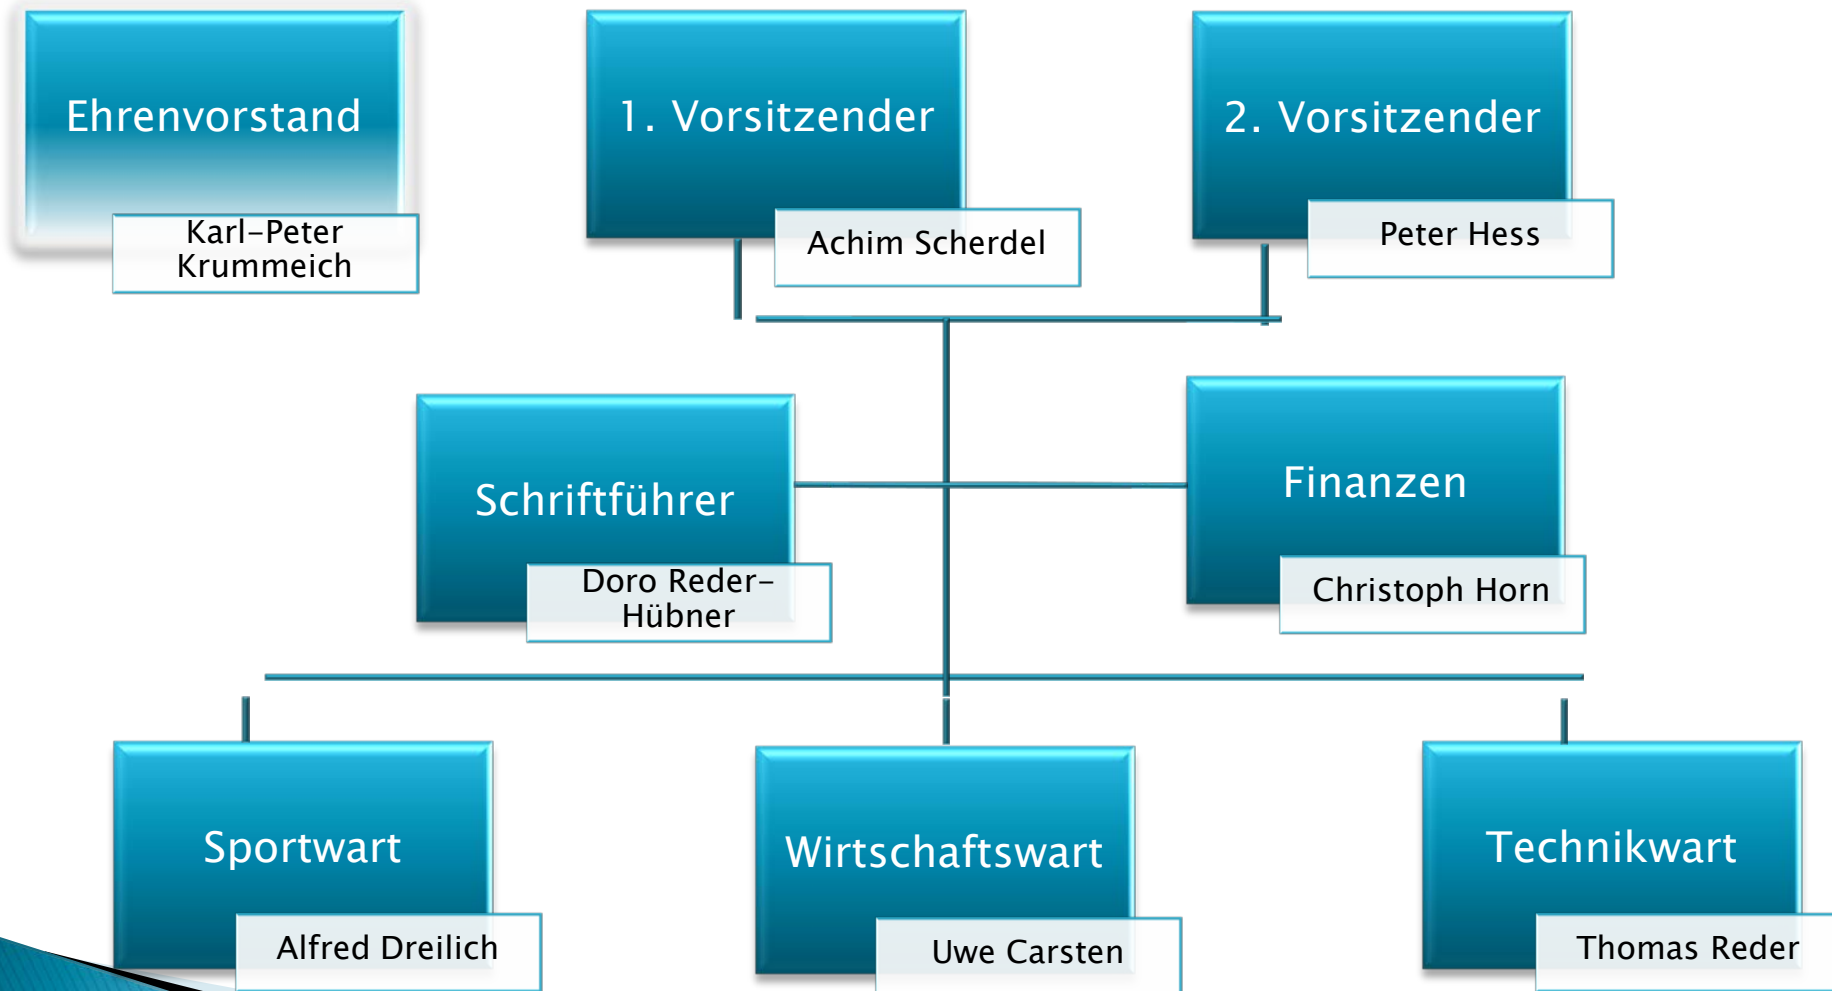 Ehrenvorstand
Karl-Peter
Krummeich
1. Vorsitzender
Achim Scherdel
2. Vorsitzender
Peter Hess
Schriftführer
Doro Reder-
Hübner
Finanzen
Christoph Horn
Sportwart
Alfred Dreilich
Wirtschaftswart
Uwe Carsten
Technikwart
Thomas Reder